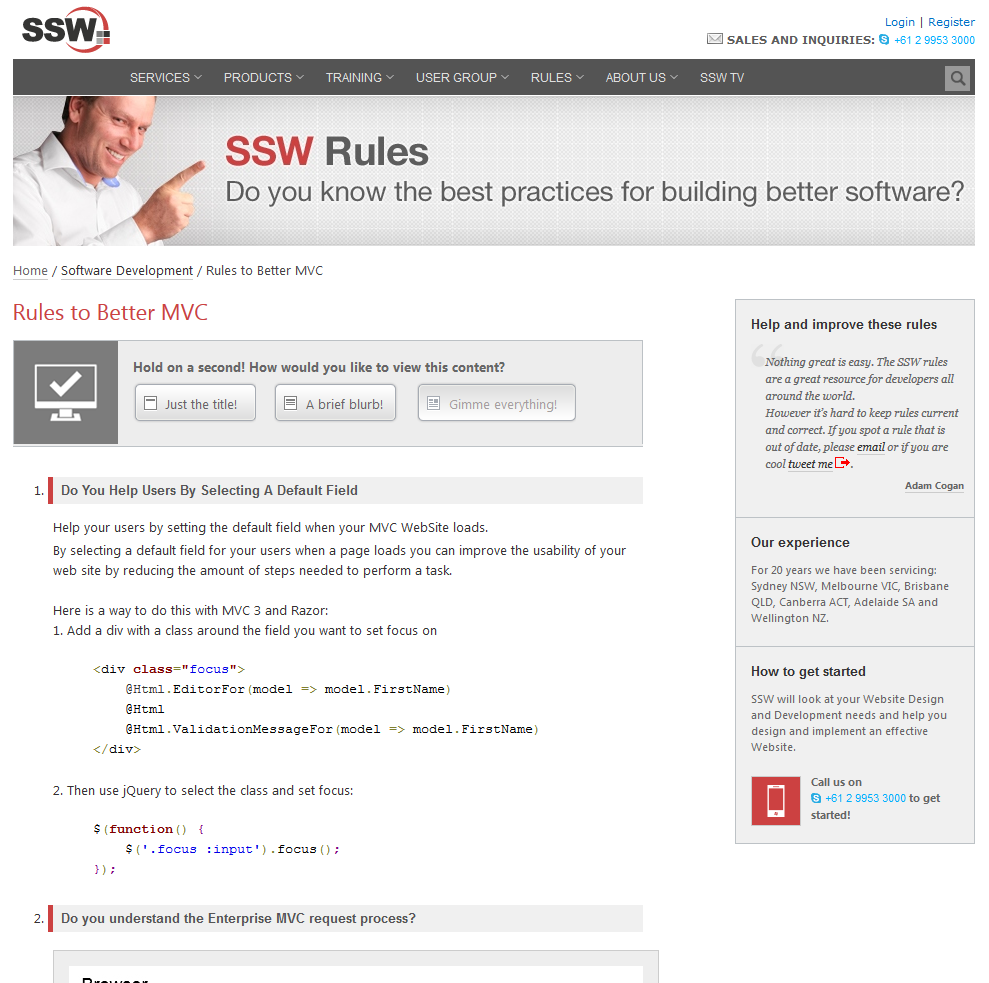 SSW
Login | Register
SALES AND INQUIRIES: +61 2 9953 3000
SERVICES PRODUCTS TRAINING USER GROUP RULES ABOUT US SSW TV
SSW Rules
Do you know the best practices for building better software?
Home / Software Development / Rules to Better MVC
Rules to Better MVC
Hold on a second! How would you like to view this content?
Just the title! A brief blurb! Gimme everything!
1. Do You Help Users By Selecting A Default Field
Help your users by setting the default field when your MVC WebSite loads.
By selecting a default field for your users when a page loads you can improve the usability of your
web site by reducing the amount of steps needed to perform a task.
Here is a way to do this with MVC 3 and Razor:
1. Add a div with a class around the field you want to set focus on
<div class="focus">
@Html.EditorFor(model => model.FirstName)
@Html
@Html.ValidationMessageFor(model => model.FirstName)
</div>
2. Then use jQuery to select the class and set focus:
$(function() {
$('.focus :input').focus();
});
2. Do you understand the Enterprise MVC request process?
Browser
Help and improve these rules
Nothing great is easy. The SSW rules
are a great resource for developers all
around the world.
However it's hard to keep rules current
and correct. If you spot a rule that is
out of date, please email or if you are
cool tweet me.
Adam Cogan
Our experience
For 20 years we have been servicing:
Sydney NSW, Melbourne VIC, Brisbane
QLD, Canberra ACT, Adelaide SA and
Wellington NZ.
How to get started
SSW will look at your Website Design
and Development needs and help you
design and implement an effective
Website.
Call us on
+61 2 9953 3000 to get
started!